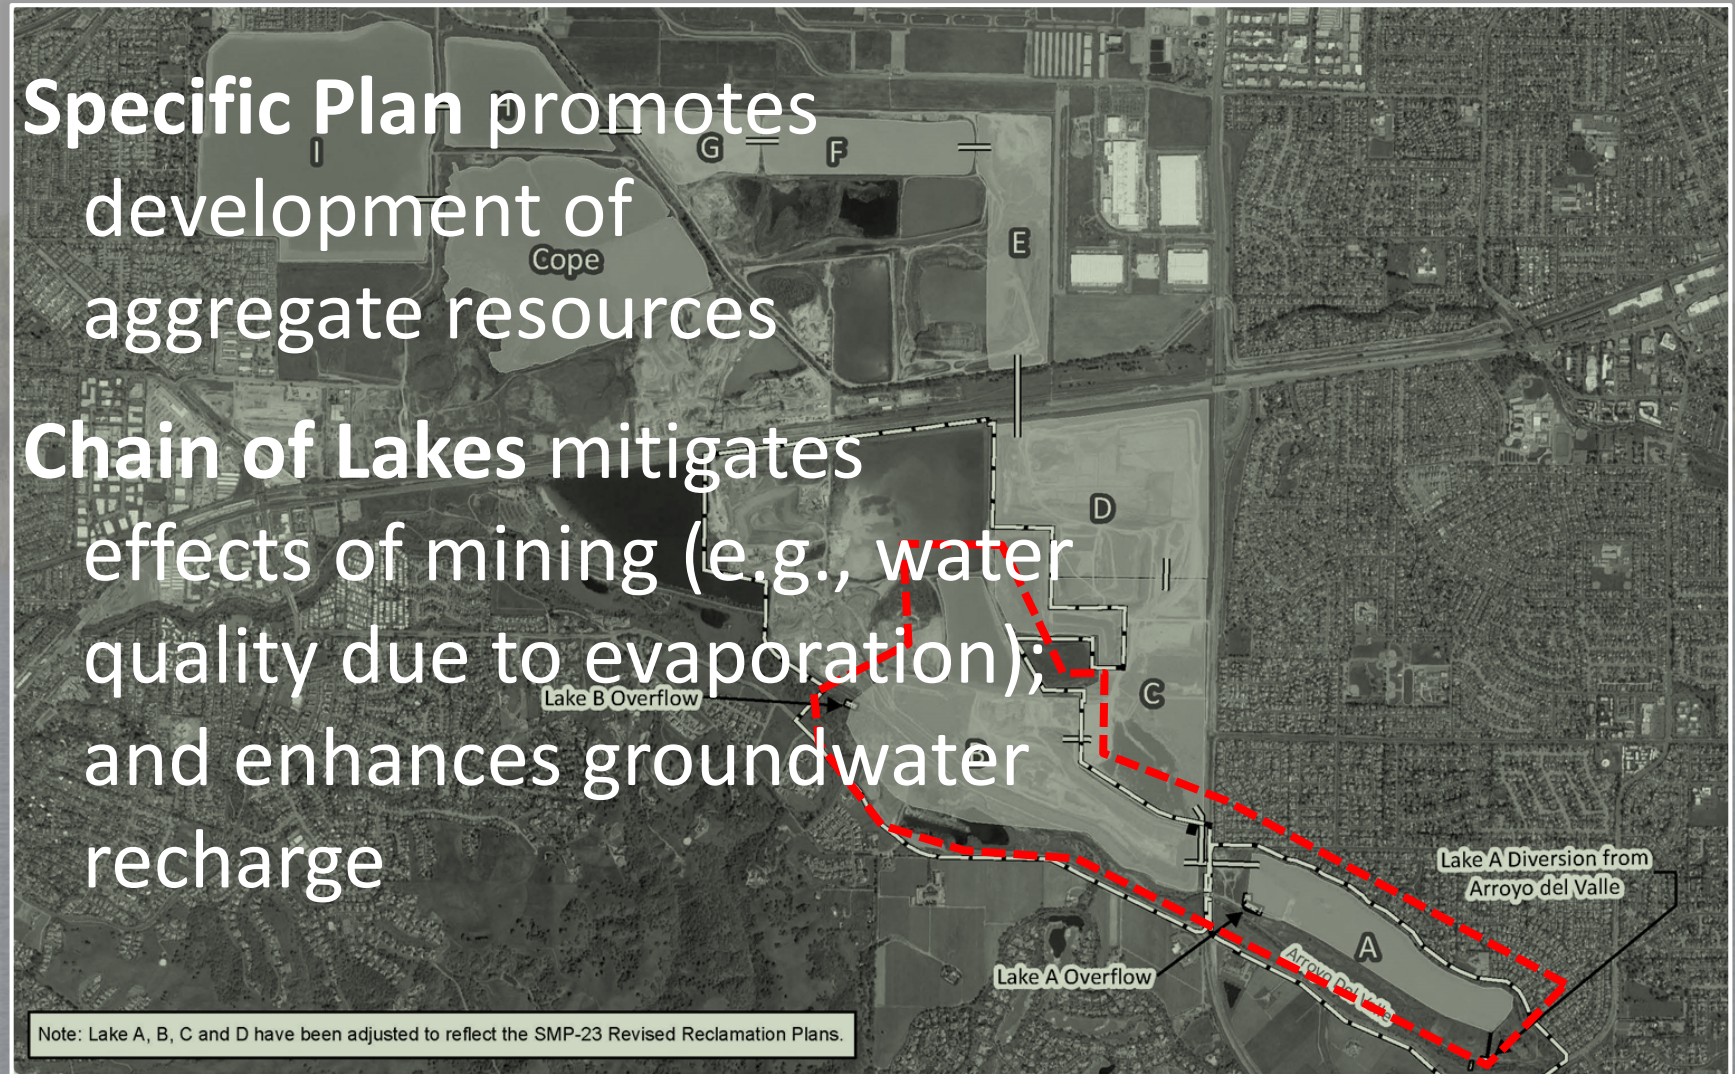 Specific Plan promotes
development of
aggregate resources
Chain of Lakes mitigates
effects of mining (e.g., water
quality due to evaporation);
and enhances groundwater
recharge
I
H
G
F
Cope
E
D
C
B
A
Lake B Overflow
Lake A Diversion from
Arroyo del Valle
Lake A Overflow
Arroyo Del Valle
Note: Lake A, B, C and D have been adjusted to reflect the SMP-23 Revised Reclamation Plans.